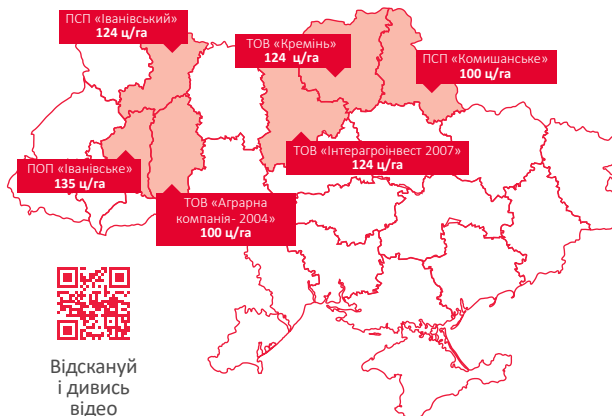 ПСП «Іванівський»
124 ц/га
ТОВ «Кремінь»
124 ц/га
ПСП «Комишанське»
100 ц/га
ПОП «Іванівське»
135 ц/га
ТОВ «Інтерагроінвест 2007»
124 ц/га
ТОВ «Аграрна
компанія- 2004»
100 ц/га
Відскануй
і дивись
відео